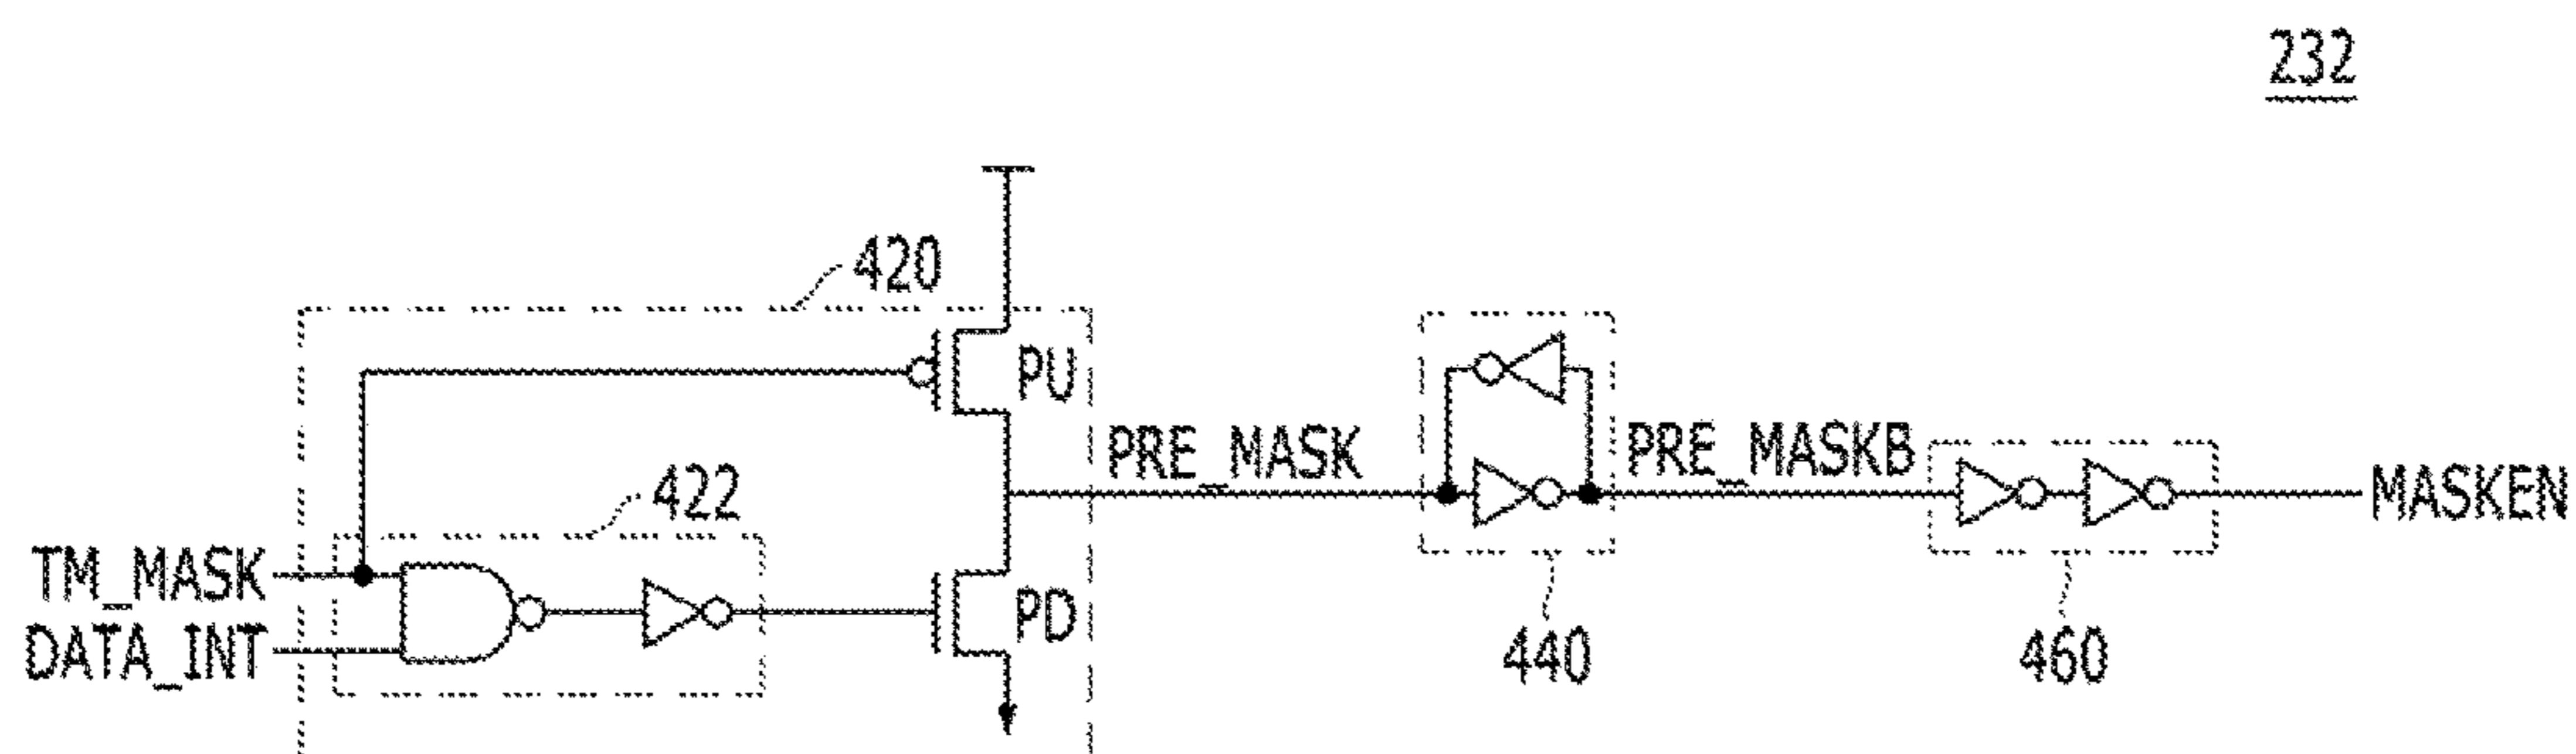 232
420
PU
PRE_MASK
PRE_MASKB
422
MASKEN
TM_MASK
DATA_INT
PD
440
460